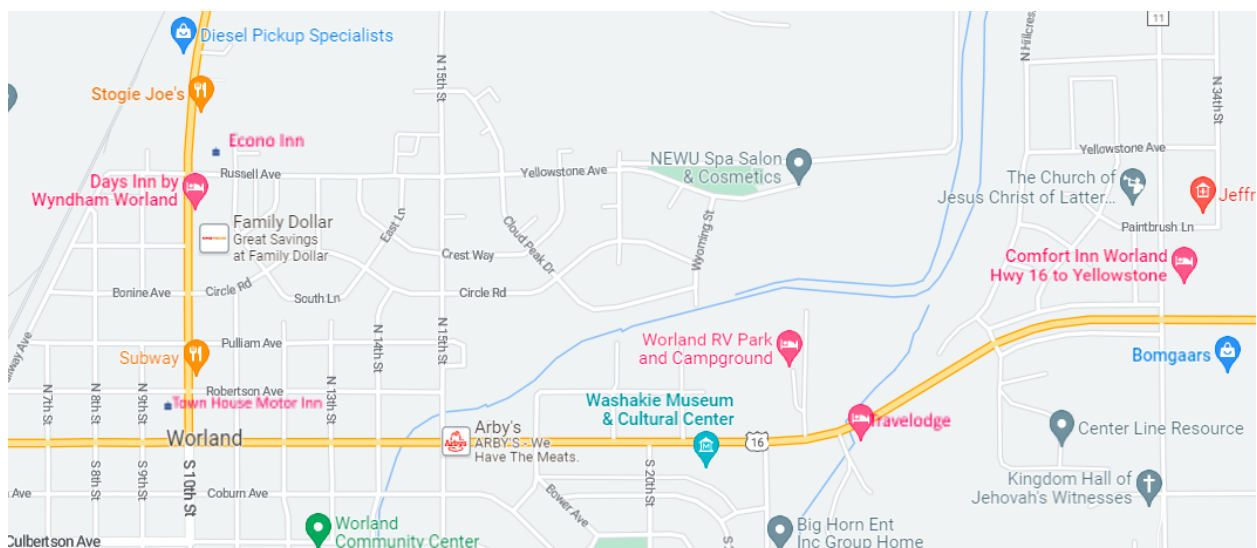 Diesel Pickup Specialists
11
N Hillcres
N 15th St
N 34th St
Stogie Joe's
Econo Inn
Russell Ave
Yellowstone Ave
NEWU Spa Salon
& Cosmetics
Yellowstone Ave
Days Inn by
Wyndham Worland
The Church of
Jesus Christ of Latter...
Jeffr
Family Dollar
Great Savings
at Family Dollar
East Ln
Cloud Peak Dr
Wyoming St
Paintbrush Ln
Crest Way
Comfort Inn Worland
Hwy 16 to Yellowstone
Bonine Ave
Circle Rd
South Ln
Circle Rd
N 14th St
N 15th St
Pulliam Ave
Subway
Worland RV Park
and Campground
Bomgaars
N 7th St
N 8th St
N 9th St
Robertson Ave
N 13th St
Town House Motor Inn
Washakie Museum
& Cultural Center
Travelodge
Worland
Arby's
ARBY'S - We
Have The Meats.
16
Center Line Resource
S 8th St
S 9th St
S 10th St
S 20th St
Coburn Ave
Bower Ave
Kingdom Hall of
Jehovah's Witnesses
Worland
Community Center
Big Horn Ent
Inc Group Home
Culbertson Ave